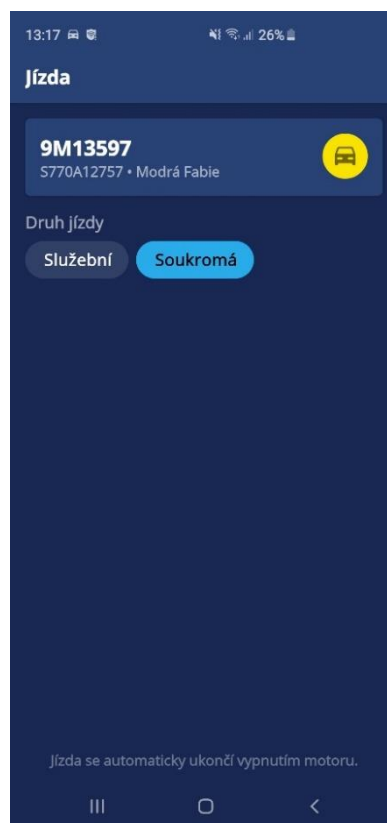 13:17 26%
Jízda
9M13597
S770A12757 • Modrá Fabie
Druh jízdy
Služební Soukromá
Jízda se automaticky ukončí vypnutím motoru.